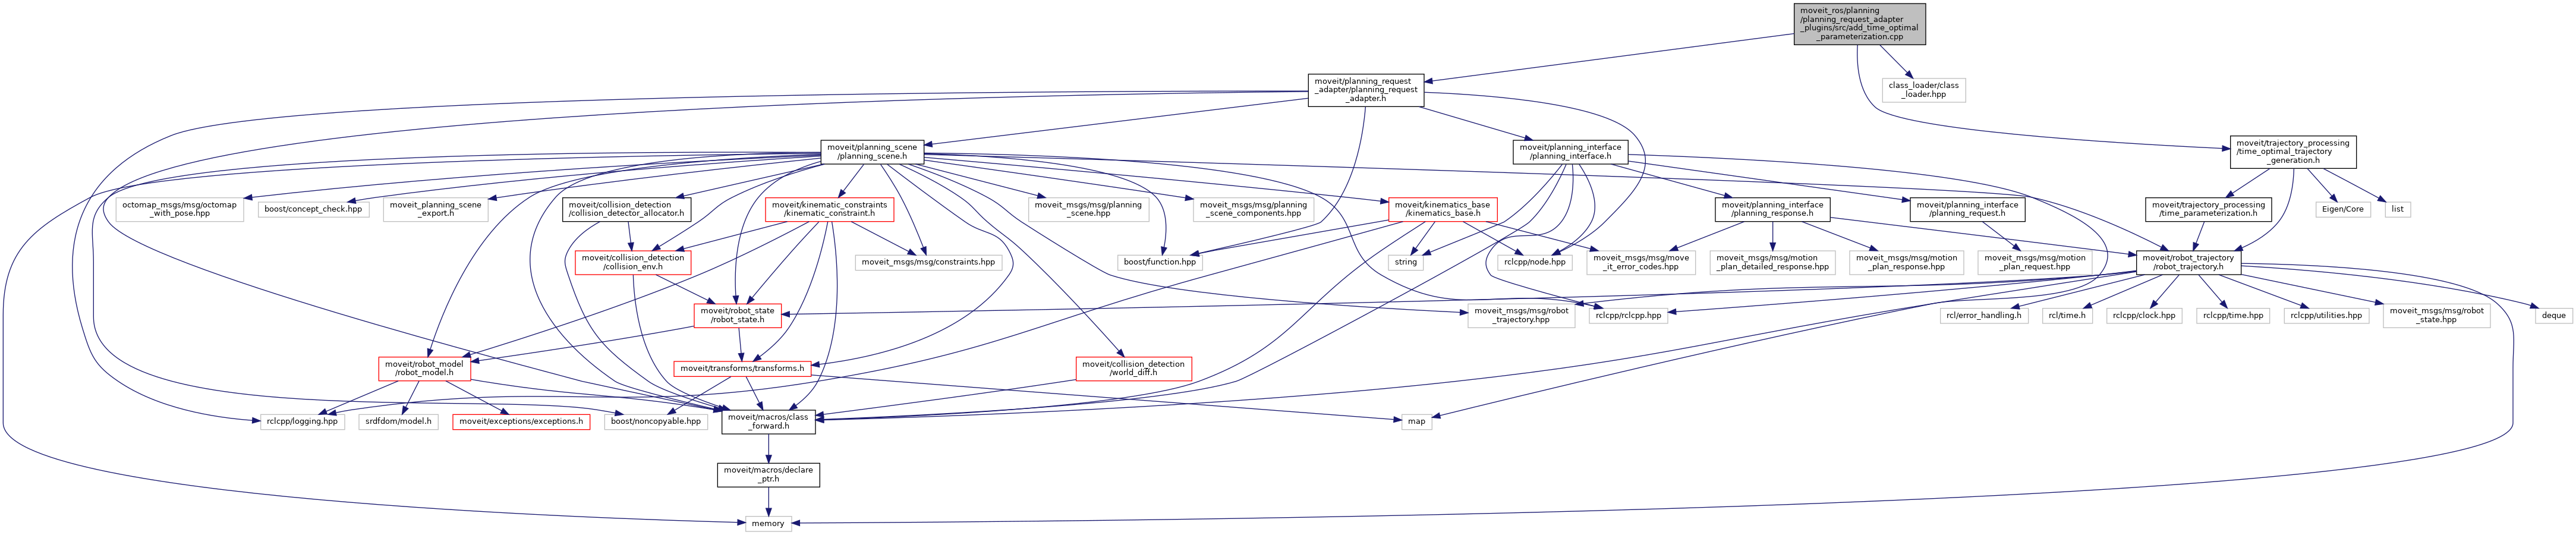 moveit_ros/planning
/planning_request_adapter
_plugins/src/add_time_optimal
_parameterization.cpp
moveit/planning_request
_adapter/planning_request
_adapter.h
class_loader/class
_loader.hpp
moveit/planning_scene
/planning_scene.h
moveit/planning_interface
/planning_interface.h
moveit/trajectory_processing
/time_optimal_trajectory
_generation.h
octomap_msgs/msg/octomap
_with_pose.hpp
boost/concept_check.hpp
moveit_planning_scene
_export.h
moveit/collision_detection
/collision_detector_allocator.h
moveit/kinematic_constraints
/kinematic_constraint.h
moveit_msgs/msg/planning
_scene.hpp
moveit_msgs/msg/planning
_scene_components.hpp
moveit/kinematics_base
/kinematics_base.h
moveit/planning_interface
/planning_response.h
moveit/planning_interface
/planning_request.h
moveit/trajectory_processing
/time_parameterization.h
Eigen/Core
list
moveit/collision_detection
/collision_env.h
moveit_msgs/msg/constraints.hpp
boost/function.hpp
string
rclcpp/node.hpp
moveit_msgs/msg/move
_it_error_codes.hpp
moveit_msgs/msg/motion
_plan_detailed_response.hpp
moveit_msgs/msg/motion
_plan_response.hpp
moveit_msgs/msg/motion
_plan_request.hpp
moveit/robot_trajectory
/robot_trajectory.h
moveit/robot_state
/robot_state.h
moveit_msgs/msg/robot
_trajectory.hpp
rclcpp/rclcpp.hpp
rcl/error_handling.h
rcl/time.h
rclcpp/clock.hpp
rclcpp/time.hpp
rclcpp/utilities.hpp
moveit_msgs/msg/robot
_state.hpp
deque
moveit/robot_model
/robot_model.h
moveit/transforms/transforms.h
moveit/collision_detection
/world_diff.h
rclcpp/logging.hpp
srdfdom/model.h
moveit/exceptions/exceptions.h
boost/noncopyable.hpp
moveit/macros/class
_forward.h
map
moveit/macros/declare
_ptr.h
memory